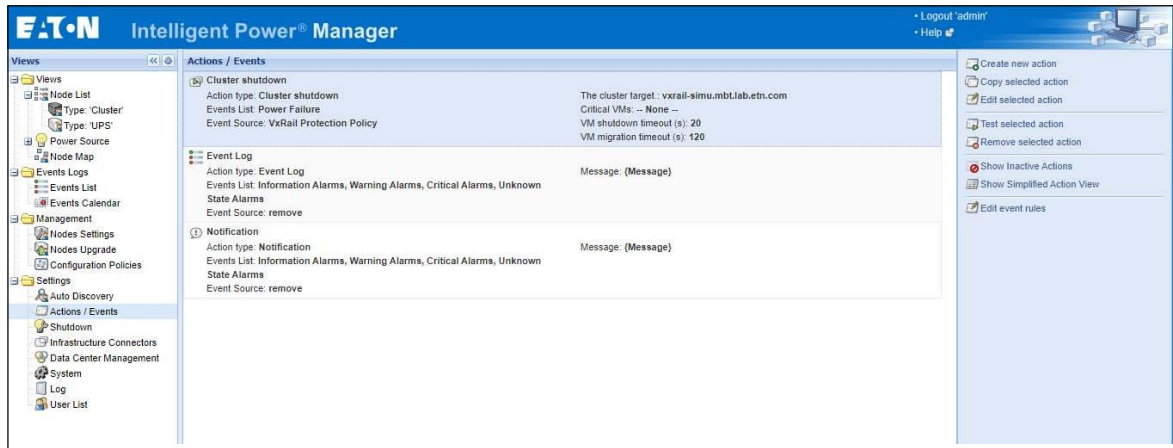 EATON
Intelligent Power® Manager
• Logout 'admin'
• Help
Views
Views
Node List
Type: 'Cluster'
Type: 'UPS'
Power Source
Node Map
Events Logs
Events List
Events Calendar
Management
Nodes Settings
Nodes Upgrade
Configuration Policies
Settings
Auto Discovery
Actions / Events
Shutdown
Infrastructure Connectors
Data Center Management
System
Log
User List
Actions / Events
Cluster shutdown
Action type: Cluster shutdown
Events List: Power Failure
Event Source: VxRail Protection Policy
The cluster target.: vxrail-simu.mbt.lab.etn.com
Critical VMs: -- None --
VM shutdown timeout (s): 20
VM migration timeout (s): 120
Event Log
Action type: Event Log
Events List: Information Alarms, Warning Alarms, Critical Alarms, Unknown
State Alarms
Event Source: remove
Message: {Message}
Notification
Action type: Notification
Events List: Information Alarms, Warning Alarms, Critical Alarms, Unknown
State Alarms
Event Source: remove
Message: {Message}
Create new action
Copy selected action
Edit selected action
Test selected action
Remove selected action
Show Inactive Actions
Show Simplified Action View
Edit event rules